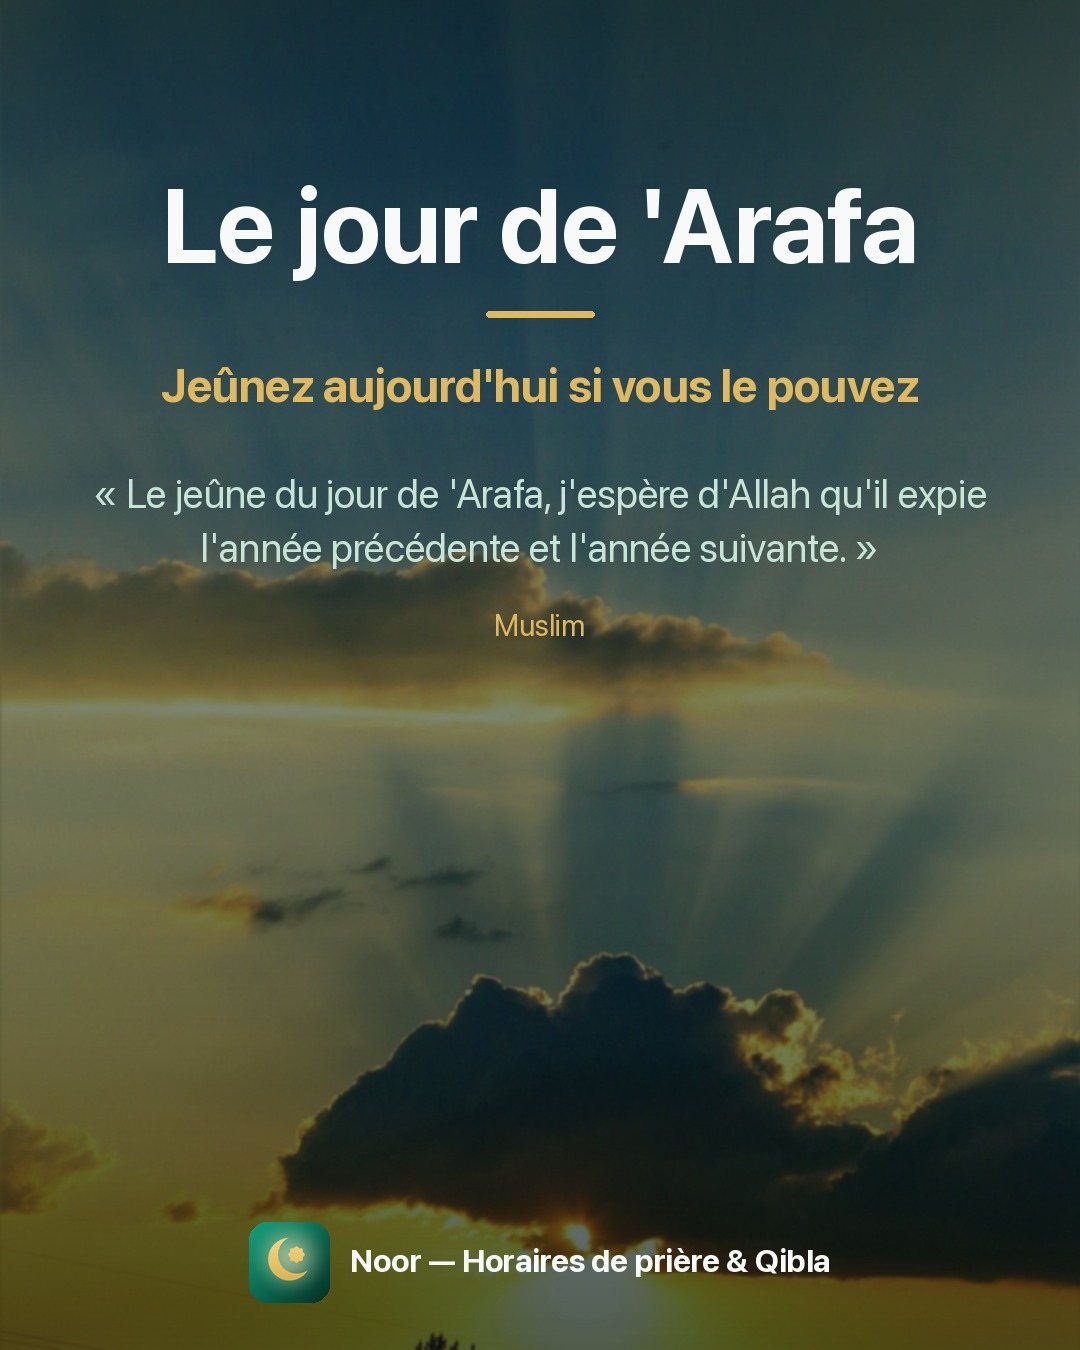 Le jour de 'Arafa
Jeûnez aujourd'hui si vous le pouvez
« Le jeûne du jour de 'Arafa, j'espère d'Allah qu'il expie
l'année précédente et l'année suivante. »
Muslim
Noor — Horaires de prière & Qibla